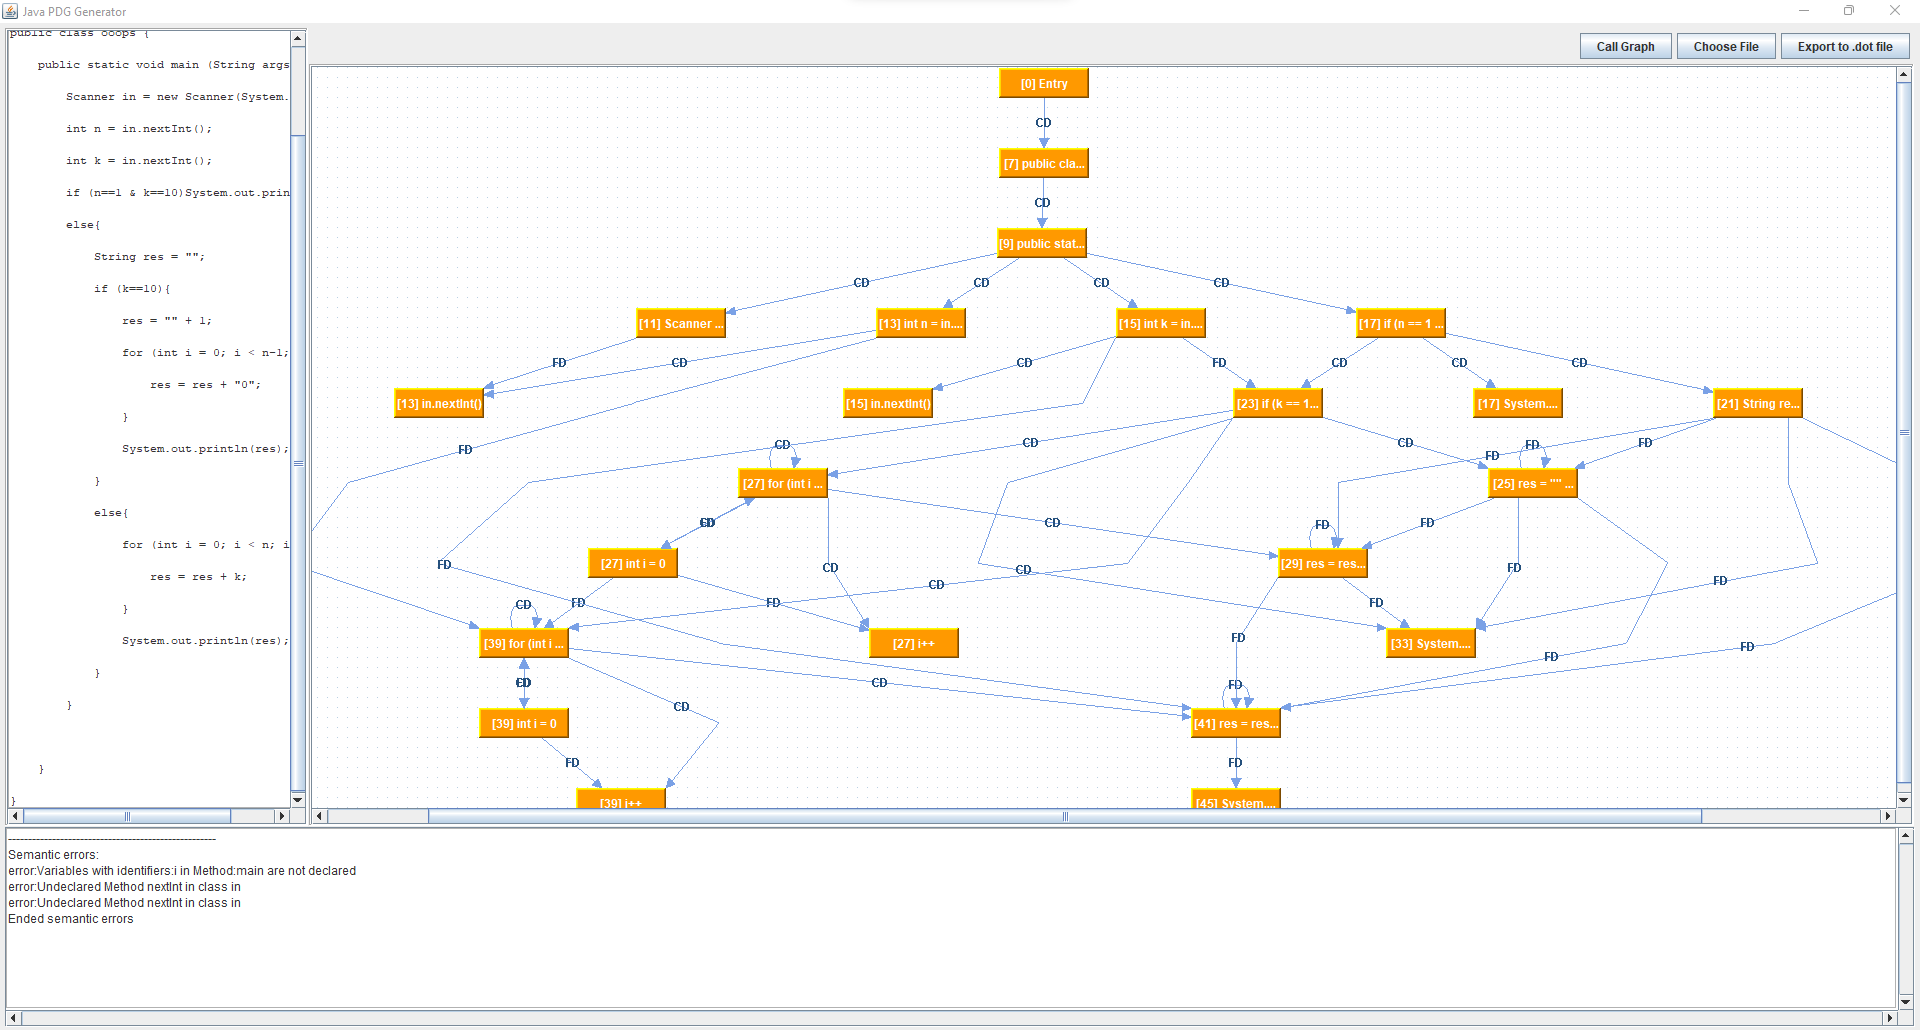 Java PDG Generator
Call Graph
Choose File
Export to .dot file
public class ooops {
public static void main (String args
Scanner in = new Scanner(System.
int n = in.nextInt();
int k = in.nextInt();
if (n==1 & k==10)System.out.prin
else{
String res = "";
if (k==10){
res = "" + 1;
for (int i = 0; i < n-1;
res = res + "0";
}
System.out.println(res);
}
else{
for (int i = 0; i < n; i
res = res + k;
}
System.out.println(res);
}
}
}
}
[0] Entry
CD
[7] public cla...
CD
[9] public stat...
CD CD CD CD
[11] Scanner ... [13] int n = in.... [15] int k = in.... [17] if (n == 1 ...
FD CD CD FD CD CD CD
[13] in.nextInt() [15] in.nextInt() [23] if (k == 1... [17] System.... [21] String re...
FD CD CD CD FD FD FD
[27] for (int i ... [25] res = "" ...
CD CD FD FD
[27] int i = 0 [29] res = res...
FD CD CD CD FD FD
CD FD FD FD
[39] for (int i ... [27] i++ [33] System....
FD FD FD
CD CD CD FD
[39] int i = 0 [41] res = res...
FD FD
[39] i++ [45] System....
--------------------------------------------------
Semantic errors:
error:Variables with identifiers:i in Method:main are not declared
error:Undeclared Method nextInt in class in
error:Undeclared Method nextInt in class in
Ended semantic errors